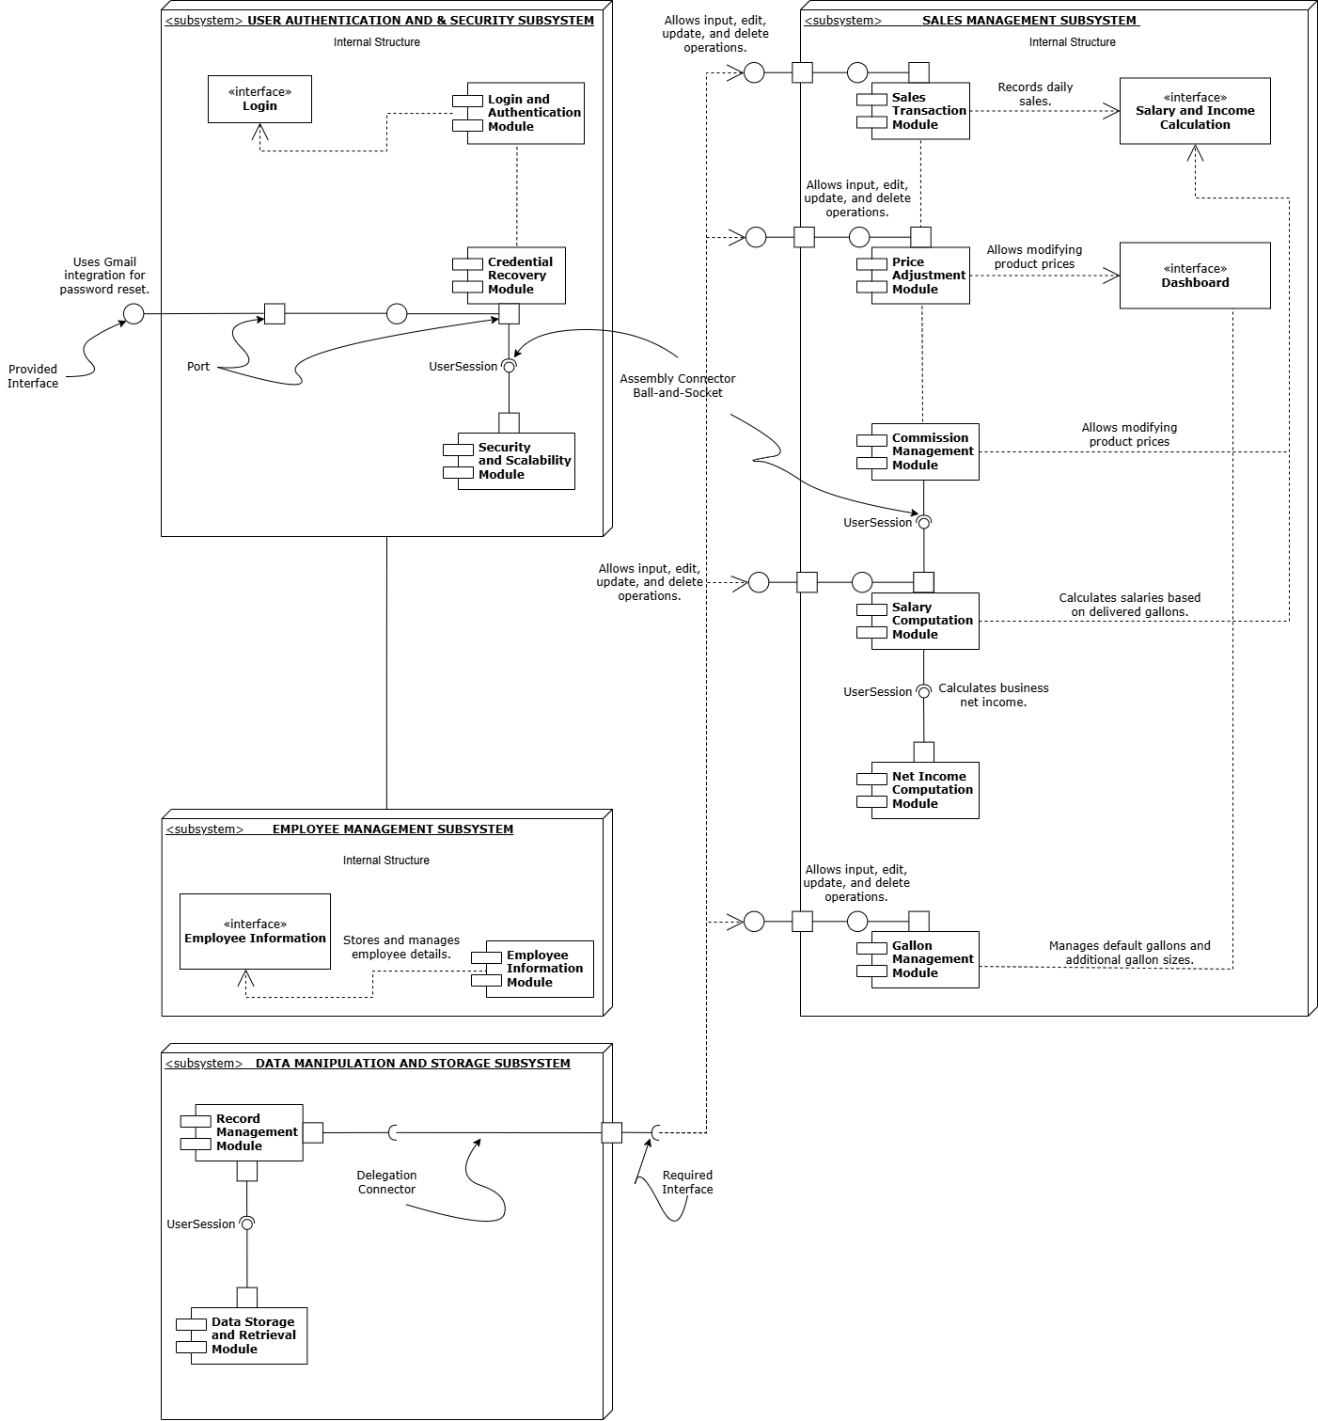 <subsystem> USER AUTHENTICATION AND & SECURITY SUBSYSTEM
Internal Structure
«interface»
Login
Login and
Authentication
Module
Credential
Recovery
Module
Uses Gmail
integration for
password reset.
Provided
Interface
Port
UserSession
Security
and Scalability
Module
Assembly Connector
Ball-and-Socket
<subsystem> EMPLOYEE MANAGEMENT SUBSYSTEM
Internal Structure
«interface»
Employee Information
Stores and manages
employee details.
Employee
Information
Module
<subsystem> DATA MANIPULATION AND STORAGE SUBSYSTEM
Record
Management
Module
Delegation
Connector
Required
Interface
UserSession
Data Storage
and Retrieval
Module
Allows input, edit,
update, and delete
operations.
<subsystem> SALES MANAGEMENT SUBSYSTEM
Internal Structure
Sales
Transaction
Module
Records daily
sales.
«interface»
Salary and Income
Calculation
Allows input, edit,
update, and delete
operations.
Price
Adjustment
Module
Allows modifying
product prices
«interface»
Dashboard
Commission
Management
Module
Allows modifying
product prices
UserSession
Allows input, edit,
update, and delete
operations.
Salary
Computation
Module
Calculates salaries based
on delivered gallons.
UserSession
Calculates business
net income.
Net Income
Computation
Module
Allows input, edit,
update, and delete
operations.
Gallon
Management
Module
Manages default gallons and
additional gallon sizes.